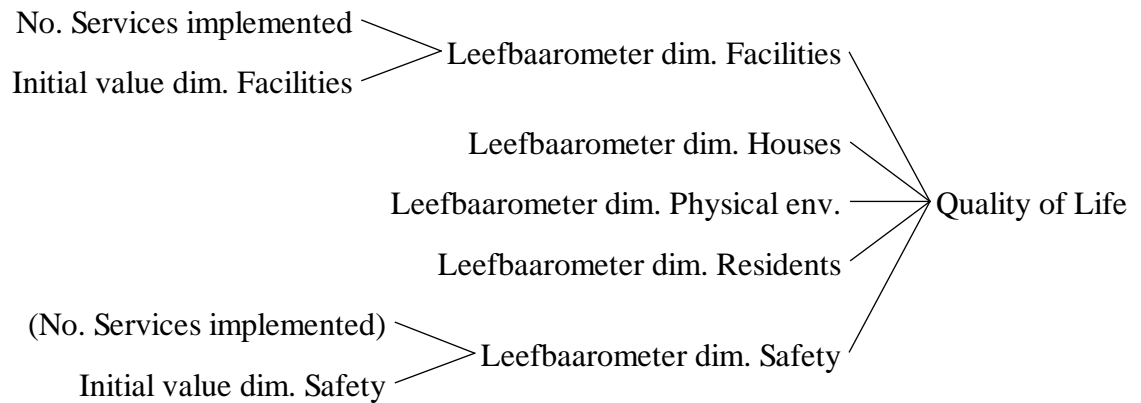 No. Services implemented
Initial value dim. Facilities
Leefbaarometer dim. Facilities
Leefbaarometer dim. Houses
Leefbaarometer dim. Physical env.
Quality of Life
Leefbaarometer dim. Residents
(No. Services implemented)
Initial value dim. Safety
Leefbaarometer dim. Safety